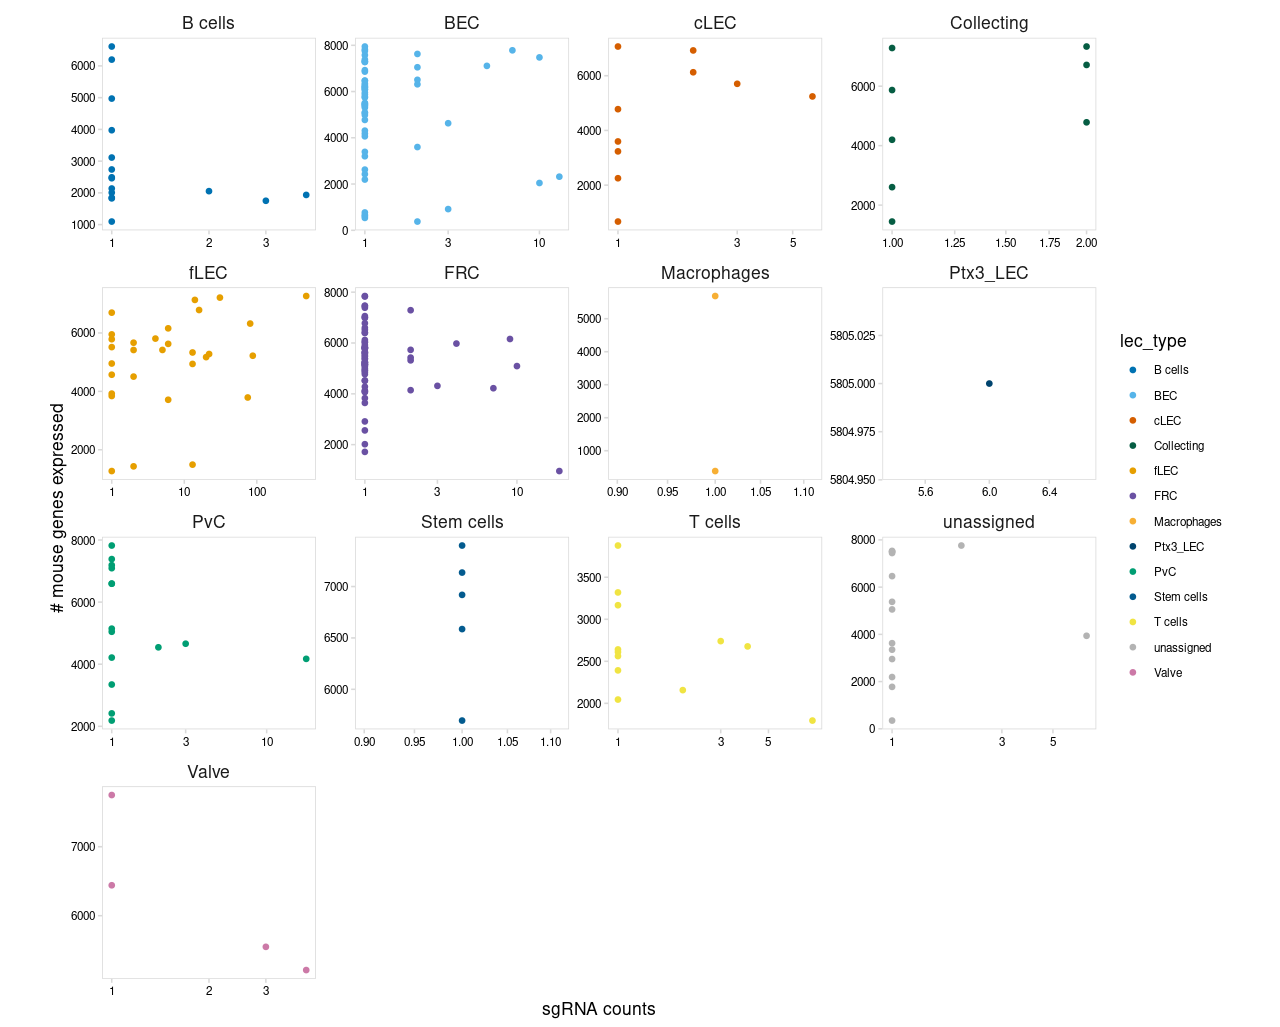 B cells BEC cLEC Collecting
6000
5000
4000
3000
2000
1000
1 2 3
8000
6000
4000
2000
0
1 3 10
6000
4000
2000
1 3 5
6000
4000
2000
1.00 1.25 1.50 1.75 2.00
fLEC FRC Macrophages Ptx3_LEC
6000
4000
2000
1 10 100
8000
6000
4000
2000
1 3 10
5000
4000
3000
2000
1000
0.90 0.95 1.00 1.05 1.10
5805.025
5805.000
5804.975
5804.950
5.6 6.0 6.4
PvC Stem cells T cells unassigned
8000
6000
4000
2000
1 3 10
7000
6500
6000
0.90 0.95 1.00 1.05 1.10
3500
3000
2500
2000
1 3 5
8000
6000
4000
2000
0
1 3 5
Valve
7000
6000
1 2 3
# mouse genes expressed
sgRNA counts
lec_type
B cells
BEC
cLEC
Collecting
fLEC
FRC
Macrophages
Ptx3_LEC
PvC
Stem cells
T cells
unassigned
Valve